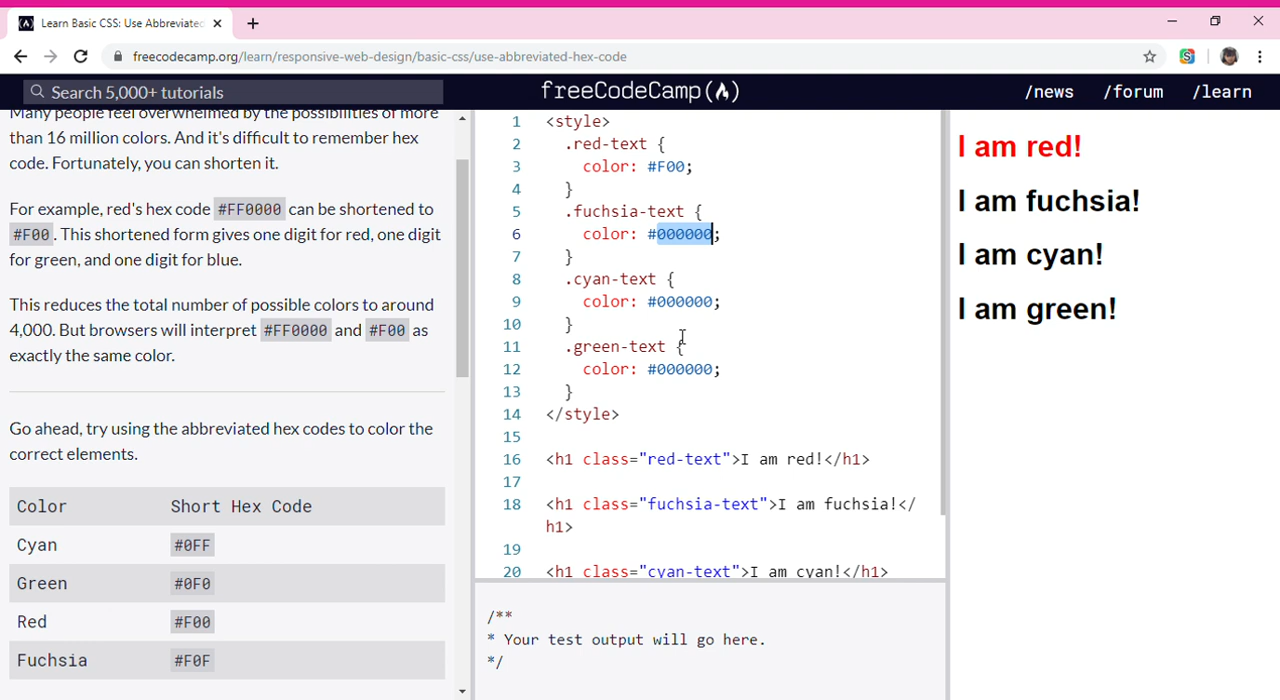 Learn Basic CSS: Use Abbreviated
freecodecamp.org/learn/responsive-web-design/basic-css/use-abbreviated-hex-code
Search 5,000+ tutorials
freeCodeCamp
/news
/forum
/learn
Many people feel overwhelmed by the possibilities of more
than 16 million colors. And it's difficult to remember hex
code. Fortunately, you can shorten it.
For example, red's hex code #FF0000 can be shortened to
#F00. This shortened form gives one digit for red, one digit
for green, and one digit for blue.
This reduces the total number of possible colors to around
4,000. But browsers will interpret #FF0000 and #F00 as
exactly the same color.
Go ahead, try using the abbreviated hex codes to color the
correct elements.
Color Short Hex Code
Cyan #0FF
Green #0F0
Red #F00
Fuchsia #F0F
1 <style>
2 .red-text {
3 color: #F00;
4 }
5 .fuchsia-text {
6 color: #000000;
7 }
8 .cyan-text {
9 color: #000000;
10 }
11 .green-text {
12 color: #000000;
13 }
14 </style>
15
16 <h1 class="red-text">I am red!</h1>
17
18 <h1 class="fuchsia-text">I am fuchsia!</
h1>
19
20 <h1 class="cyan-text">I am cyan!</h1>
/**
* Your test output will go here.
*/
I am red!
I am fuchsia!
I am cyan!
I am green!